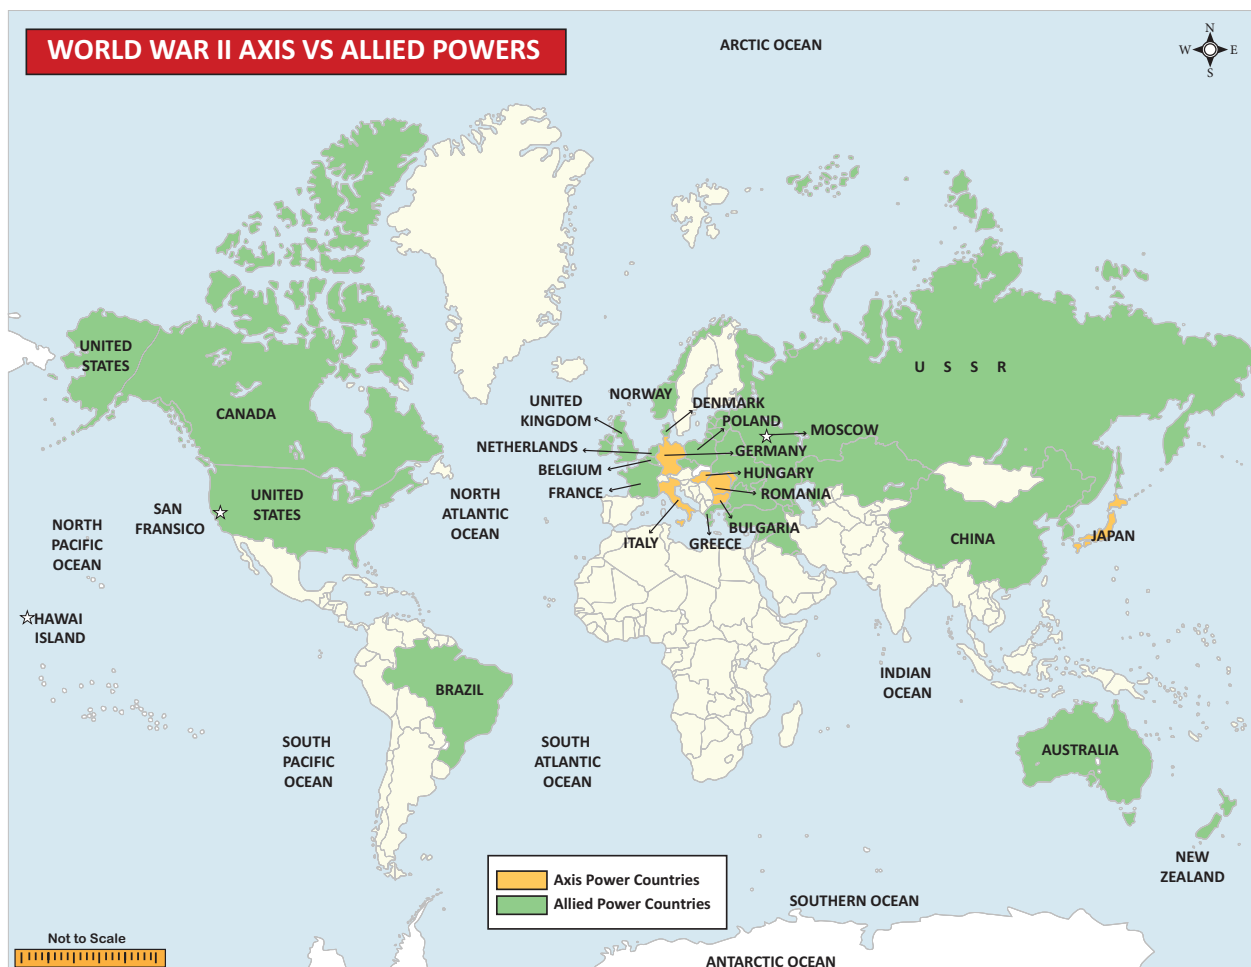 WORLD WAR II AXIS VS ALLIED POWERS
ARCTIC OCEAN
N
W
E
S
UNITED
STATES
CANADA
UNITED
STATES
SAN
FRANSICO
NORTH
PACIFIC
OCEAN
HAWAI
ISLAND
NORTH
ATLANTIC
OCEAN
UNITED
KINGDOM
NORWAY
DENMARK
POLAND
MOSCOW
NETHERLANDS
GERMANY
BELGIUM
HUNGARY
FRANCE
ROMANIA
BULGARIA
ITALY
GREECE
U S S R
CHINA
JAPAN
BRAZIL
INDIAN
OCEAN
SOUTH
PACIFIC
OCEAN
SOUTH
ATLANTIC
OCEAN
AUSTRALIA
NEW
ZEALAND
Axis Power Countries
Allied Power Countries
SOUTHERN OCEAN
Not to Scale
ANTARCTIC OCEAN